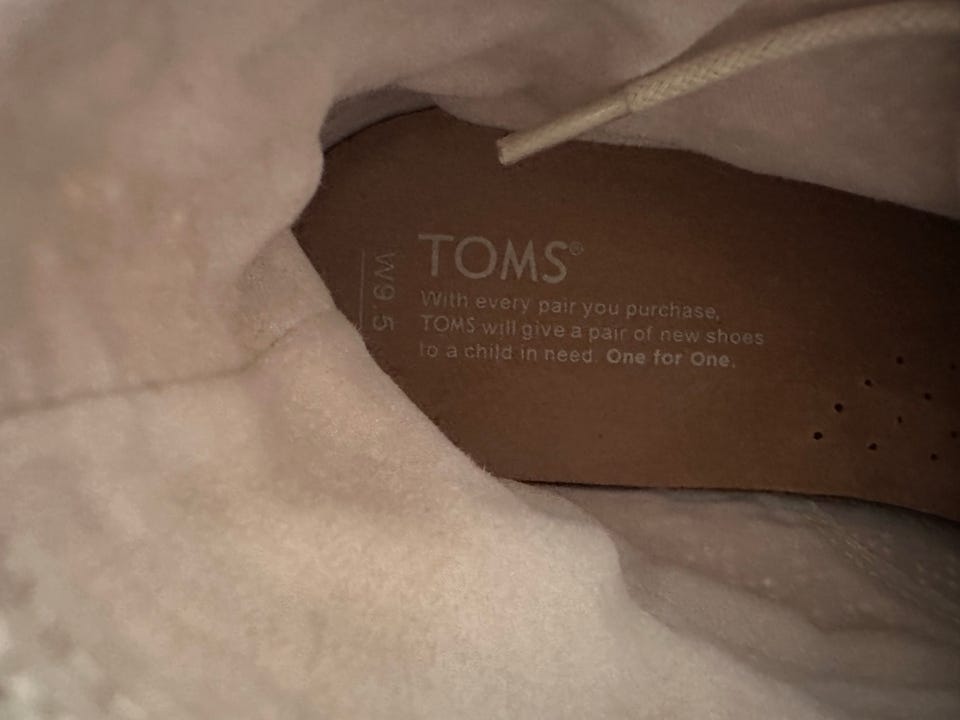 TOMS®
With every pair you purchase,
TOMS will give a pair of new shoes
to a child in need. One for One.
W9.5